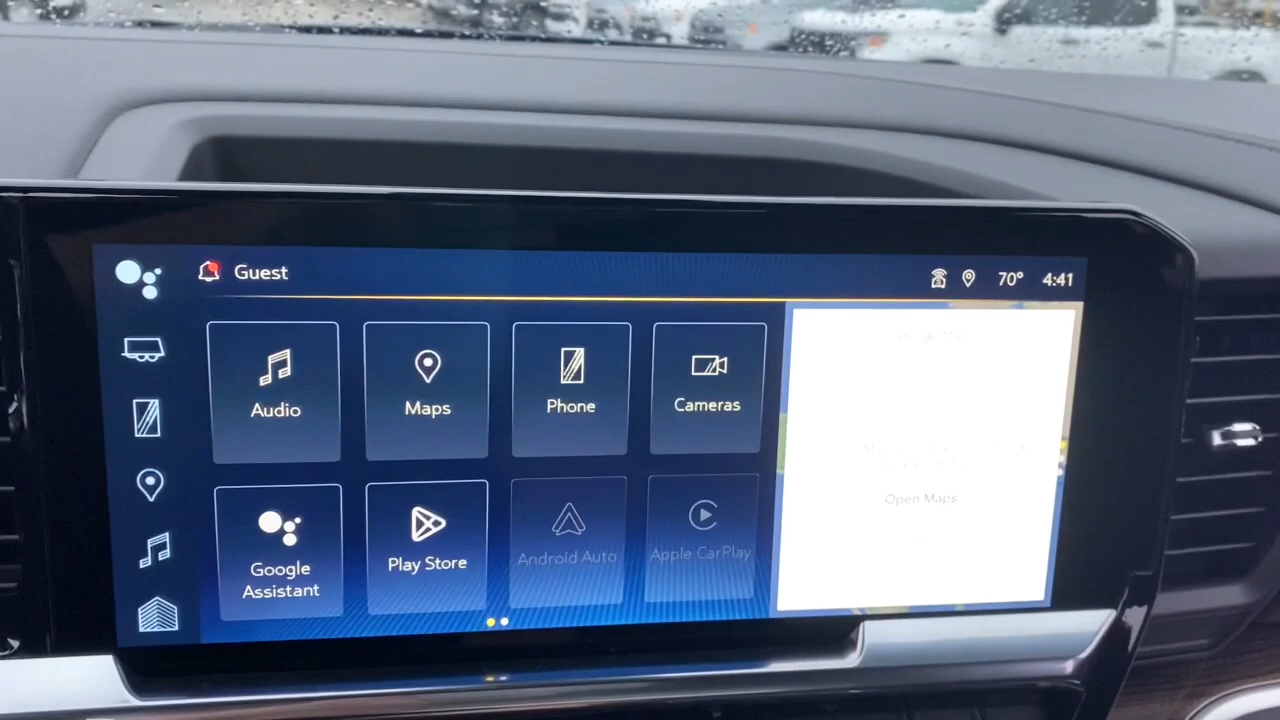 Guest
70° 4:41
Audio
Maps
Phone
Cameras
Google
Assistant
Play Store
Android Auto
Apple CarPlay
Open Maps